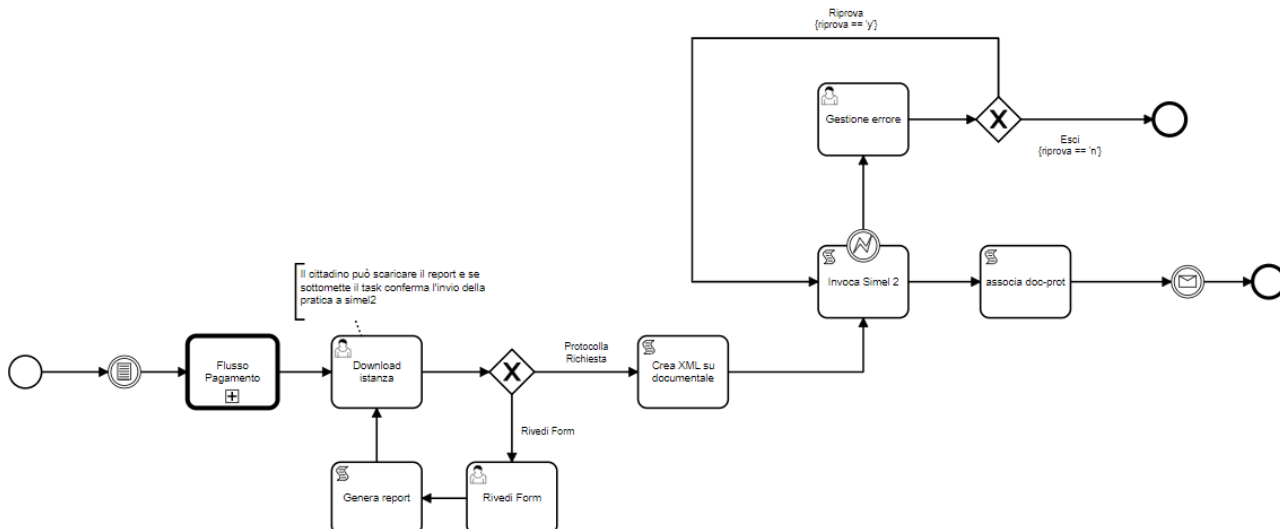 Riprova
{riprova == 'y'}
Gestione errore
Esci
{riprova == 'n'}
Il cittadino può scaricare il report e se
sottomette il task conferma l'invio della
pratica a simel2
Invoca Simel 2
associa doc-prot
Flusso
Pagamento
Download
istanza
Protocolla
Richiesta
Crea XML su
documentale
Rivedi Form
Genera report
Rivedi Form